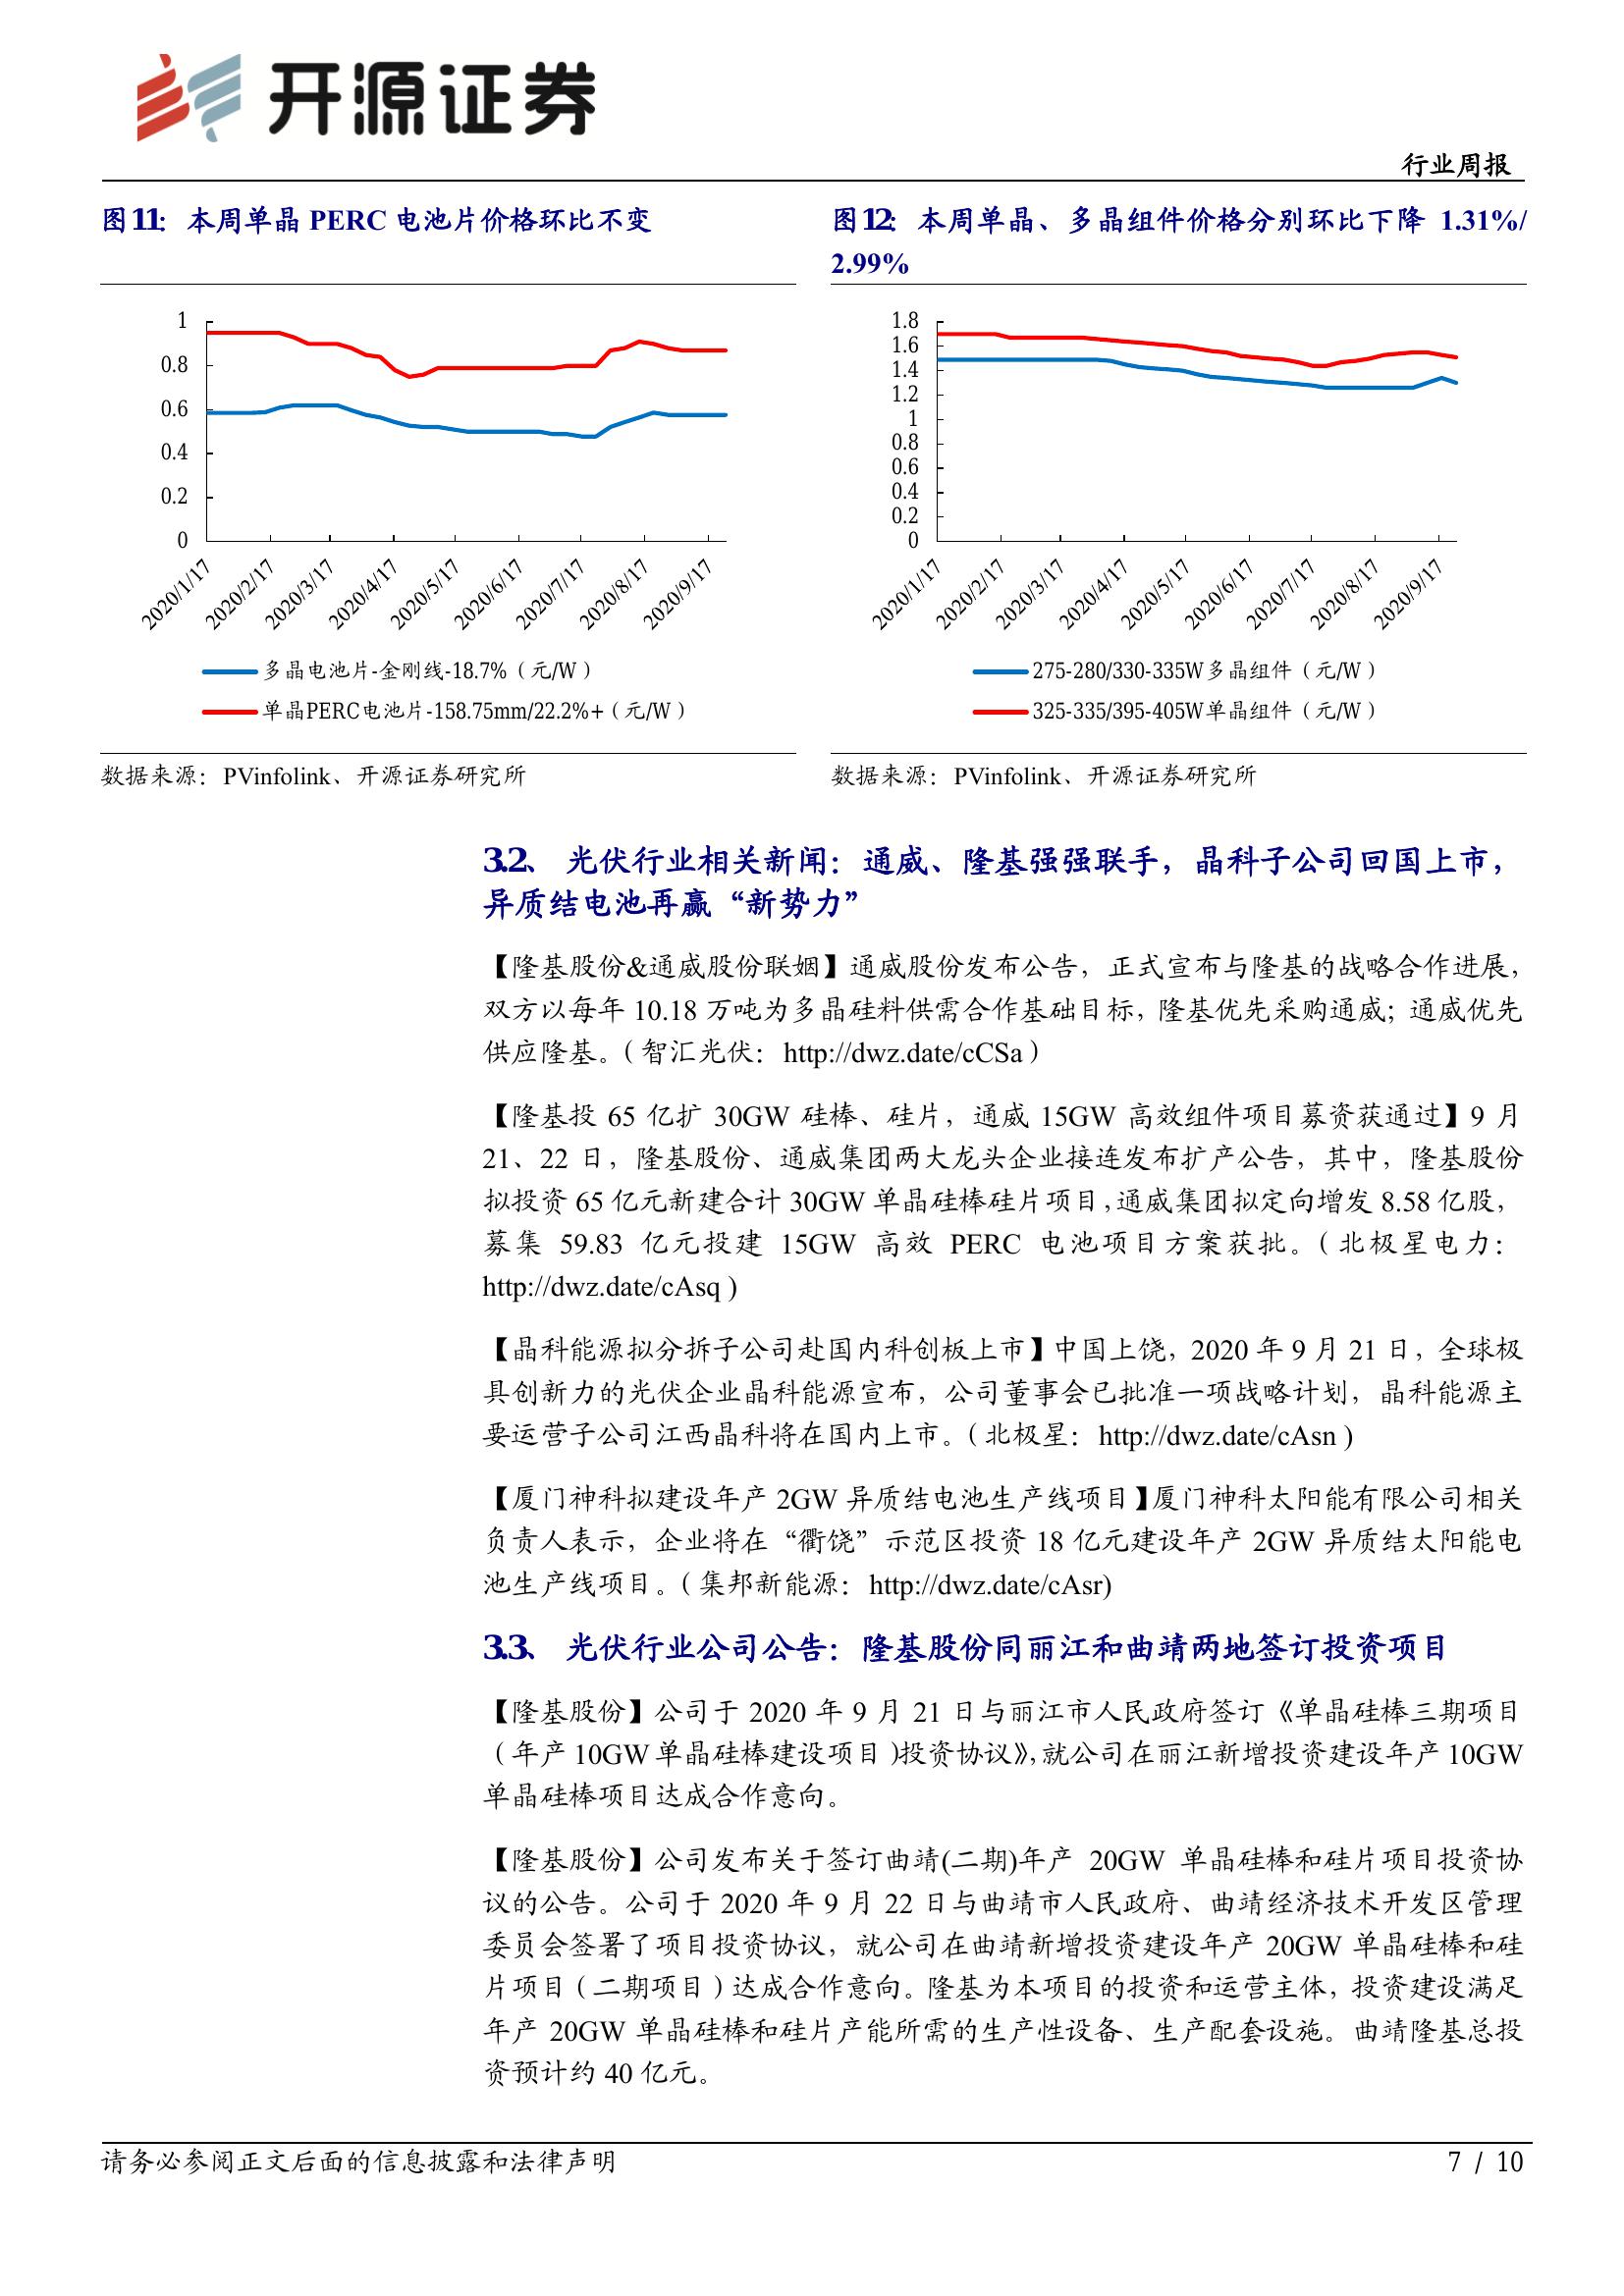 开源证券
行业周报
图11： 本周单晶 PERC 电池片价格环比不变
图12： 本周单晶、多晶组件价格分别环比下降 1.31%/
2.99%
1
0.8
0.6
0.4
0.2
0
2020/1/17
2020/2/17
2020/3/17
2020/4/17
2020/5/17
2020/6/17
2020/7/17
2020/8/17
2020/9/17
多晶电池片-金刚线-18.7%（元/W）
单晶PERC电池片-158.75mm/22.2%+（元/W）
1.8
1.6
1.4
1.2
1
0.8
0.6
0.4
0.2
0
2020/1/17
2020/2/17
2020/3/17
2020/4/17
2020/5/17
2020/6/17
2020/7/17
2020/8/17
2020/9/17
275-280/330-335W多晶组件（元/W）
325-335/395-405W单晶组件（元/W）
数据来源：PVinfolink、开源证券研究所
数据来源：PVinfolink、开源证券研究所
3.2、 光伏行业相关新闻：通威、隆基强强联手，晶科子公司回国上市，
异质结电池再赢“新势力”
【隆基股份&通威股份联姻】通威股份发布公告，正式宣布与隆基的战略合作进展，
双方以每年 10.18 万吨为多晶硅料供需合作基础目标，隆基优先采购通威；通威优先
供应隆基。（智汇光伏：http://dwz.date/cCSa）
【隆基投 65 亿扩 30GW 硅棒、硅片，通威 15GW 高效组件项目募资获通过】9 月
21、22 日，隆基股份、通威集团两大龙头企业接连发布扩产公告，其中，隆基股份
拟投资 65 亿元新建合计 30GW 单晶硅棒硅片项目，通威集团拟定向增发 8.58 亿股，
募集 59.83 亿元投建 15GW 高效 PERC 电池项目方案获批。（北极星电力：
http://dwz.date/cAsq）
【晶科能源拟分拆子公司赴国内科创板上市】中国上饶，2020 年 9 月 21 日，全球极
具创新力的光伏企业晶科能源宣布，公司董事会已批准一项战略计划，晶科能源主
要运营子公司江西晶科将在国内上市。（北极星：http://dwz.date/cAsn）
【厦门神科拟建设年产 2GW 异质结电池生产线项目】厦门神科太阳能有限公司相关
负责人表示，企业将在“衢饶”示范区投资 18 亿元建设年产 2GW 异质结太阳能电
池生产线项目。（集邦新能源：http://dwz.date/cAsr)
3.3、 光伏行业公司公告：隆基股份同丽江和曲靖两地签订投资项目
【隆基股份】公司于 2020 年 9 月 21 日与丽江市人民政府签订《单晶硅棒三期项目
（年产 10GW 单晶硅棒建设项目）投资协议》，就公司在丽江新增投资建设年产 10GW
单晶硅棒项目达成合作意向。
【隆基股份】公司发布关于签订曲靖(二期)年产 20GW 单晶硅棒和硅片项目投资协
议的公告。公司于 2020 年 9 月 22 日与曲靖市人民政府、曲靖经济技术开发区管理
委员会签署了项目投资协议，就公司在曲靖新增投资建设年产 20GW 单晶硅棒和硅
片项目（二期项目）达成合作意向。隆基为本项目的投资和运营主体，投资建设满足
年产 20GW 单晶硅棒和硅片产能所需的生产性设备、生产配套设施。曲靖隆基总投
资预计约 40 亿元。
请务必参阅正文后面的信息披露和法律声明
7 / 10